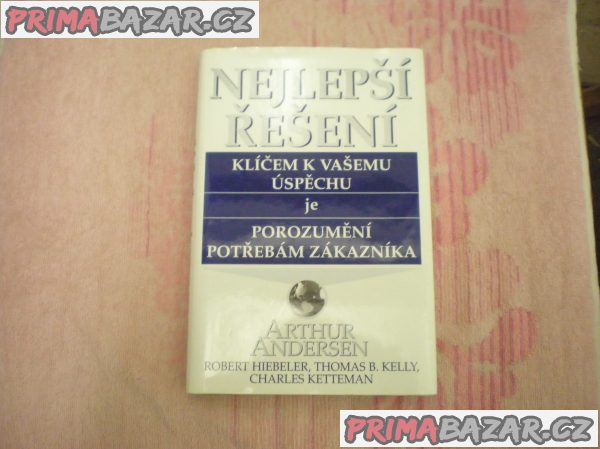 PRIMABAZAR.CZ
NEJLEPŠÍ
ŘEŠENÍ
KLÍČEM K VAŠEMU
ÚSPĚCHU
je
POROZUMĚNÍ
POTŘEBÁM ZÁKAZNÍKA
ARTHUR
ANDERSEN
ROBERT HIEBELER, THOMAS B. KELLY,
CHARLES KETTEMAN
PRIMABAZAR.CZ